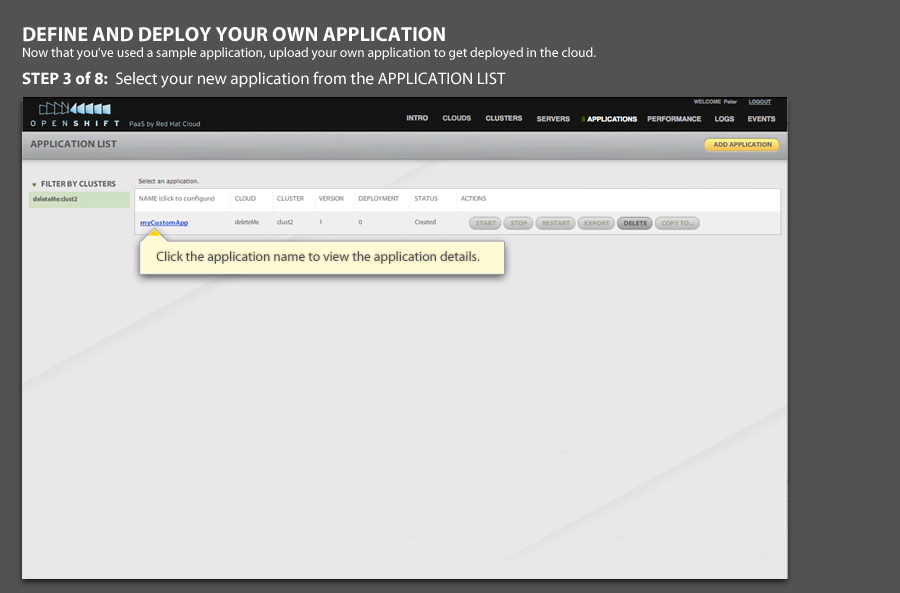 DEFINE AND DEPLOY YOUR OWN APPLICATION
Now that you've used a sample application, upload your own application to get deployed in the cloud.
STEP 3 of 8: Select your new application from the APPLICATION LIST
WELCOME Peter LOGOUT
OPENSHIFT PaaS by Red Hat Cloud
INTRO CLOUDS CLUSTERS SERVERS APPLICATIONS PERFORMANCE LOGS EVENTS
APPLICATION LIST ADD APPLICATION
FILTER BY CLUSTERS
deleteMe:clust2
Select an application.
NAME (click to configure) CLOUD CLUSTER VERSION DEPLOYMENT STATUS ACTIONS
myCustomApp deleteMe clust2 1 0 Created START STOP RESTART EXPORT DELETE COPY TO...
Click the application name to view the application details.